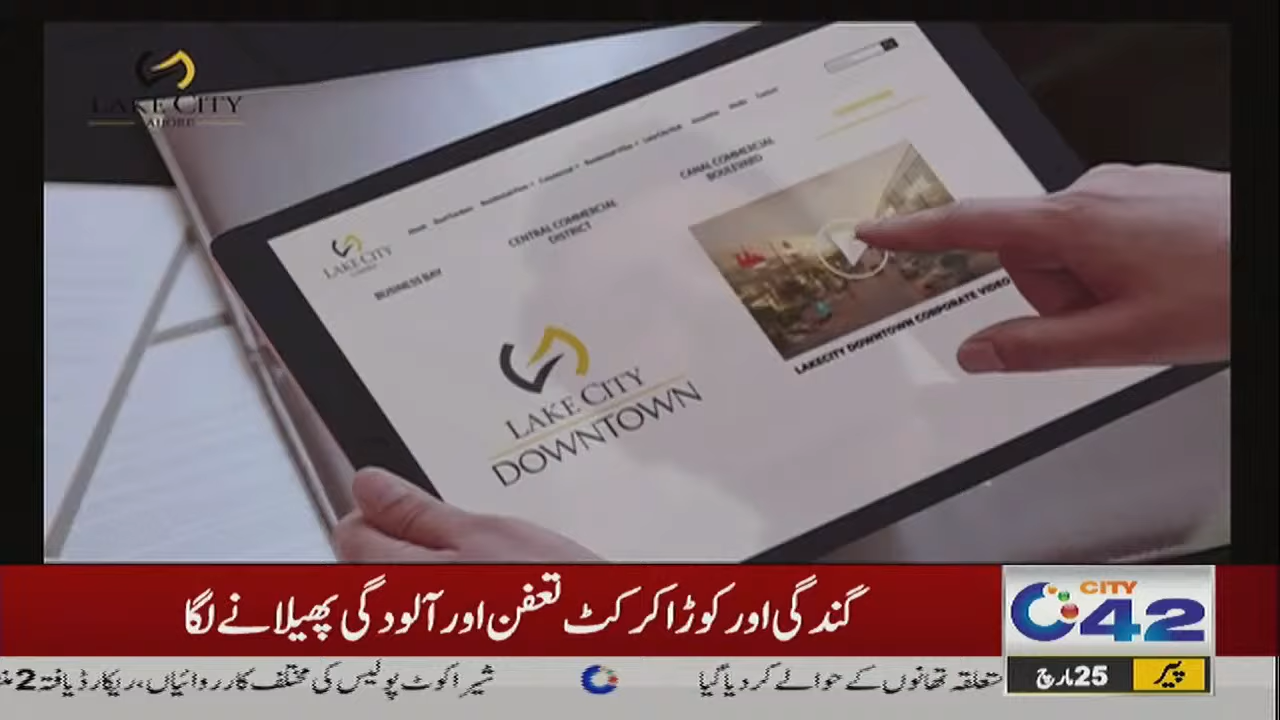 LAKE CITY
LAHORE
CANAL COMMERCIAL
BOULEVARD
CENTRAL COMMERCIAL
DISTRICT
LAKE CITY
BUSINESS BAY
LAKECITY DOWNTOWN CORPORATE VIDEO
LAKE CITY
DOWNTOWN
گندگی اور کوڑا کرکٹ تعفن اور آلودگی پھیلانے لگا
CITY
42
پیر
25 مارچ
متعلقہ تھانوں کے حوالے کر دیا گیا
شیراکوٹ پولیس کی مختلف کارروائیاں، ریکارڈ یافتہ 2